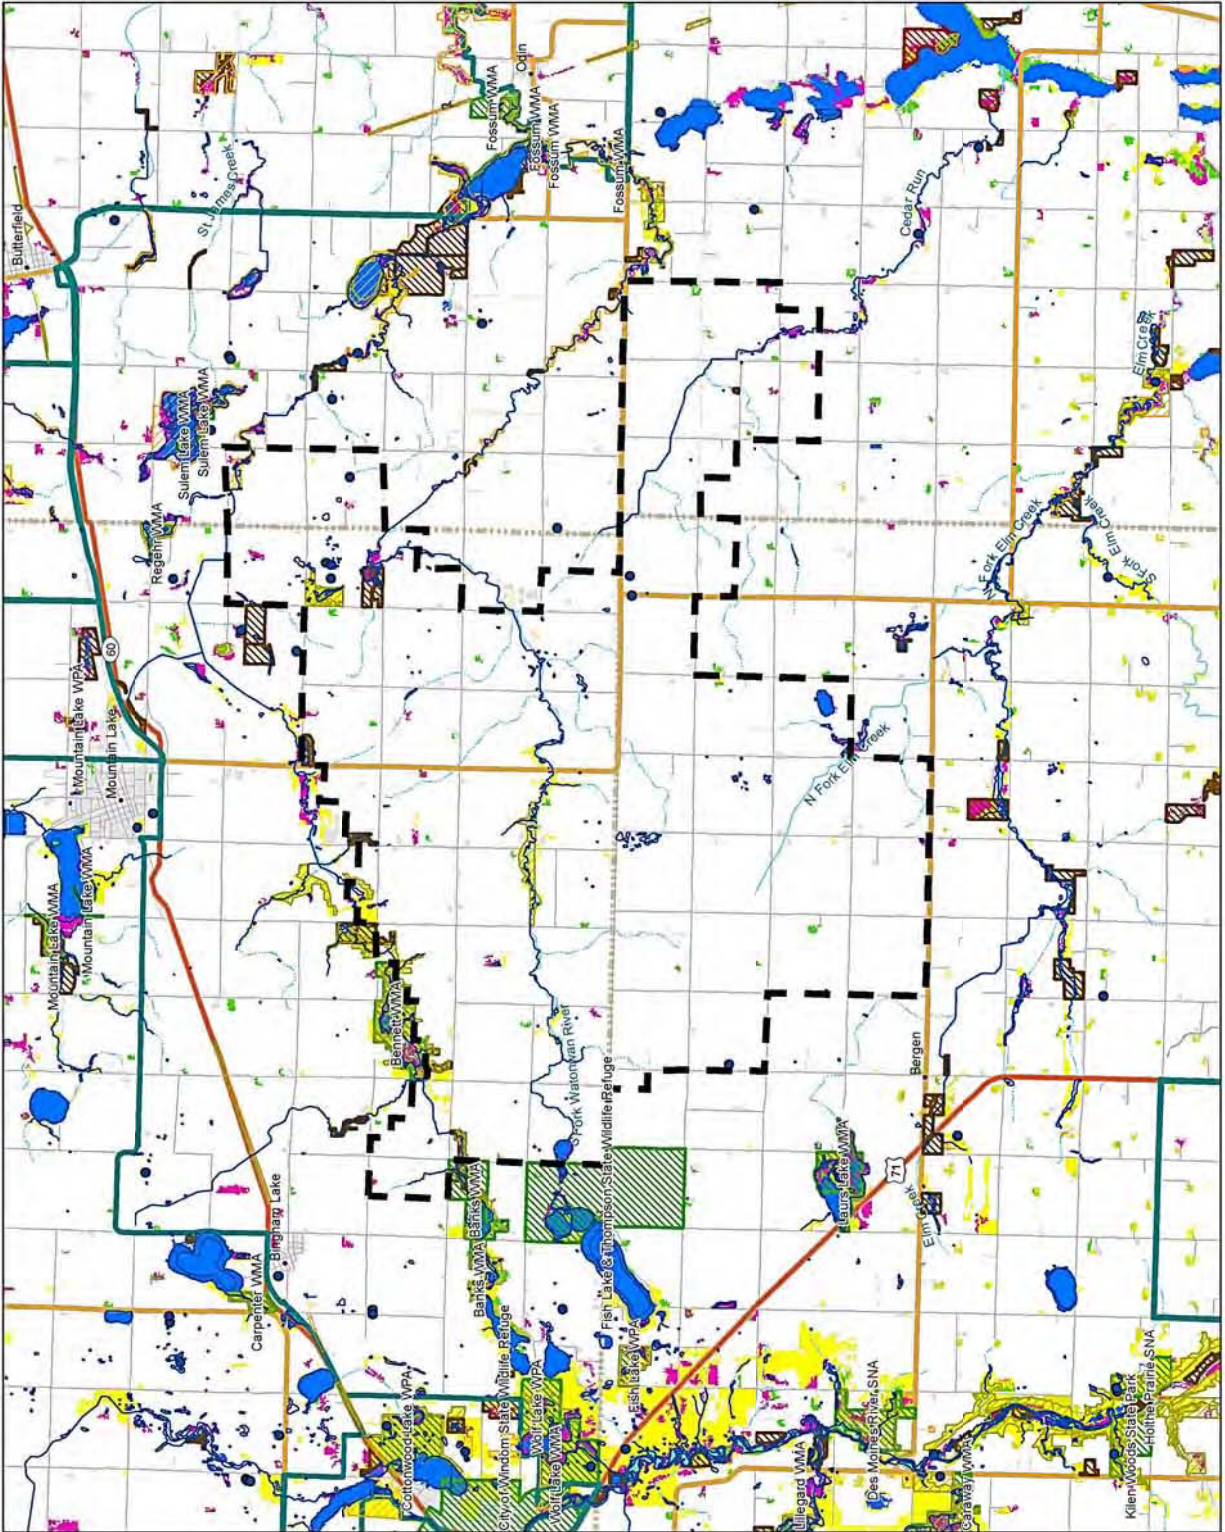 Odin
Fossum WMA
Fossum WMA
Fossum WMA
Fossum WMA
Butterfield
St James Creek
Cedar Run
Elm Creek
Sulem Lake WMA
Sulem Lake WMA
Regehr WMA
N Fork Elm Creek
S Fork Elm Creek
60
Mountain Lake WPA
Mountain Lake
N Fork Elm Creek
Mountain Lake WMA
Mountain Lake WMA
Bennett WMA
S Fork Watonwan River
Bergen
Fish Lake & Thompson State Wildlife Refuge
Laurs Lake WMA
71
Elm Creek
Bingham Lake
Banks WMA
Banks WMA
Carpenter WMA
City of Windom State Wildlife Refuge
Fish Lake WPA
Wolf Lake WPA
Wolf Lake WMA
Cottonwood Lake WPA
Des Moines River SNA
Lillegard WMA
Caraway WMA
Kilen Woods State Park
Holthe Prairie SNA